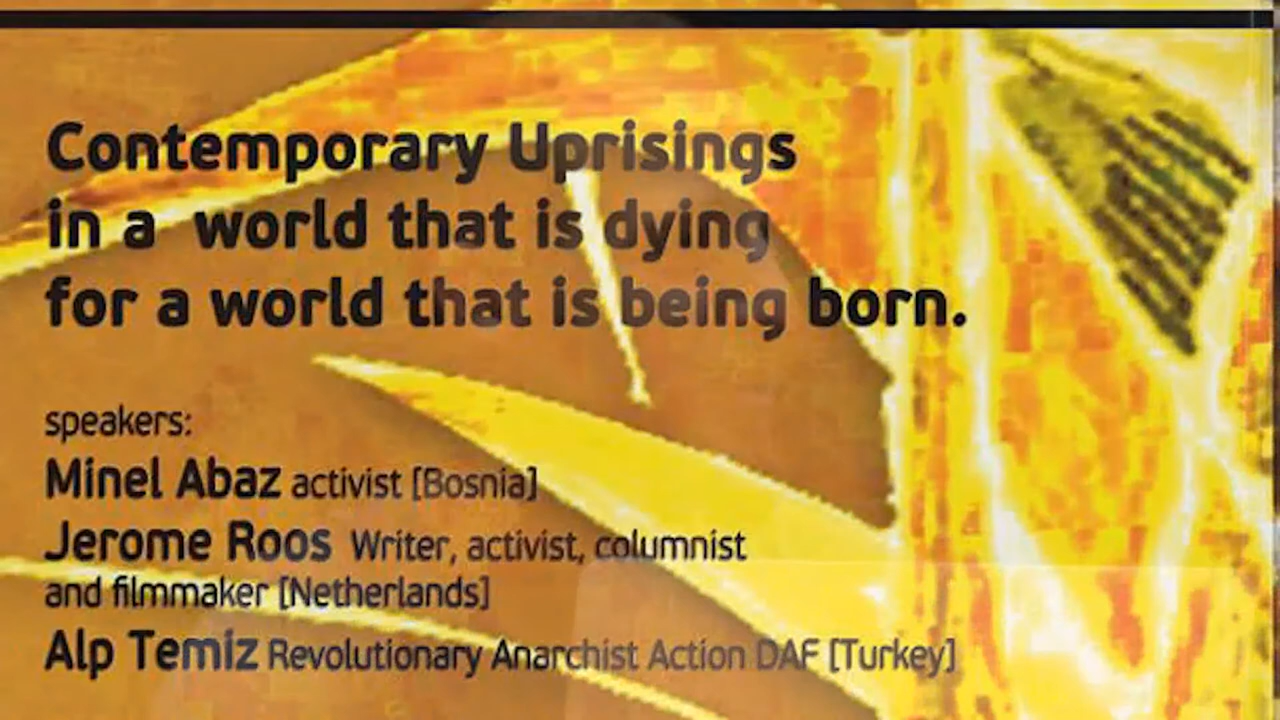 Contemporary Uprisings
in a world that is dying
for a world that is being born.
speakers:
Minel Abaz activist [Bosnia]
Jerome Roos Writer, activist, columnist
and filmmaker [Netherlands]
Alp Temiz Revolutionary Anarchist Action DAF [Turkey]